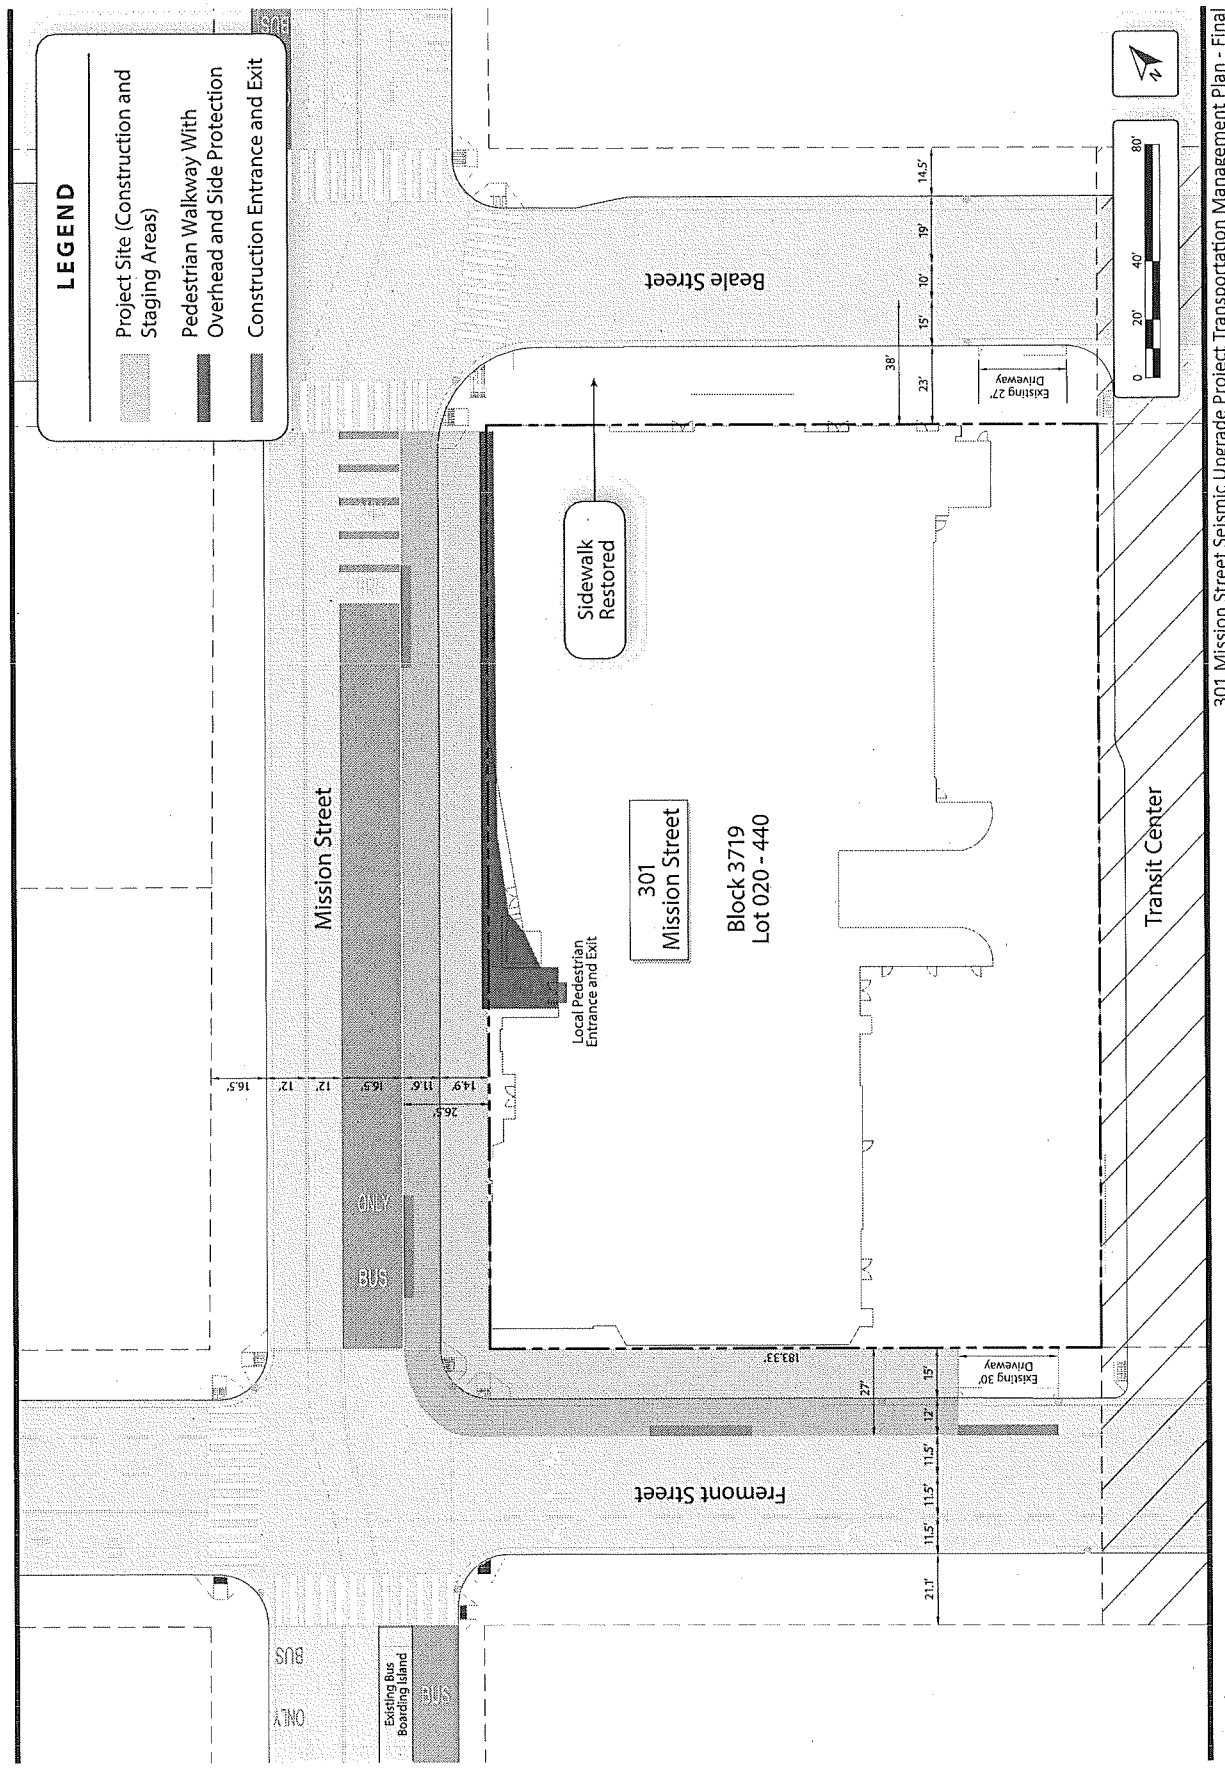 LEGEND
Project Site (Construction and
Staging Areas)
Pedestrian Walkway With
Overhead and Side Protection
Construction Entrance and Exit
BUS
Mission Street
Beale Street
14.5'
19'
10'
15'
38'
23'
Existing 27'
Driveway
Sidewalk
Restored
301
Mission Street
Block 3719
Lot 020 - 440
Local Pedestrian
Entrance and Exit
16.5'
12'
12'
16.5'
11.6'
14.9'
26.5'
ONLY
BUS
183.33'
27'
15'
12'
Existing 30'
Driveway
11.5'
11.5'
11.5'
21.1'
Fremont Street
BUS
ONLY
Existing Bus
Boarding Island
BUS
Transit Center
0 20' 40' 80'
N
301 Mission Street Seismic Upgrade Project Transportation Management Plan - Final